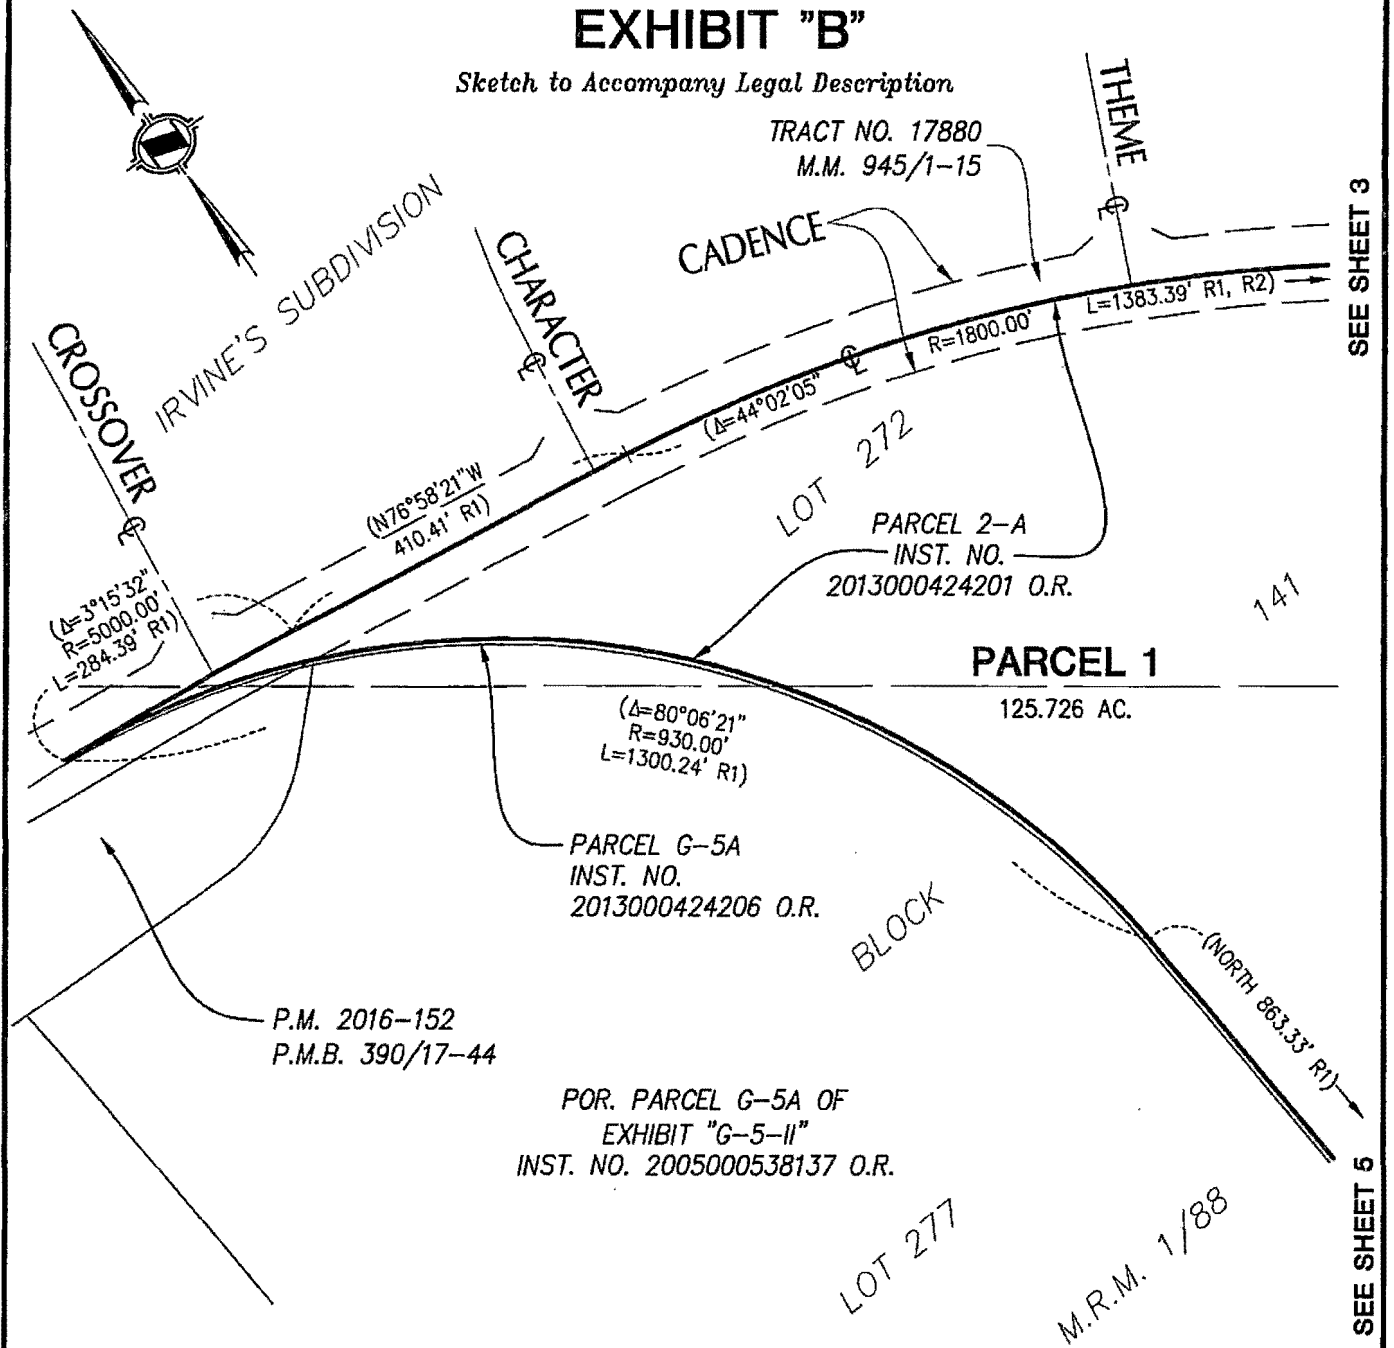 EXHIBIT "B"
Sketch to Accompany Legal Description
TRACT NO. 17880
M.M. 945/1-15
THEME
℄
SEE SHEET 3
IRVINE'S SUBDIVISION
CHARACTER
℄
CADENCE
℄
R=1800.00'
L=1383.39' R1, R2)
(Δ=44°02'05"
CROSSOVER
℄
(N76°58'21"W
410.41' R1)
LOT 272
PARCEL 2-A
INST. NO.
2013000424201 O.R.
(Δ=3°15'32"
R=5000.00'
L=284.39' R1)
141
PARCEL 1
125.726 AC.
(Δ=80°06'21"
R=930.00'
L=1300.24' R1)
PARCEL G-5A
INST. NO.
2013000424206 O.R.
BLOCK
(NORTH 863.33' R1)
P.M. 2016-152
P.M.B. 390/17-44
POR. PARCEL G-5A OF
EXHIBIT "G-5-II"
INST. NO. 2005000538137 O.R.
LOT 277
M.R.M. 1/88
SEE SHEET 5